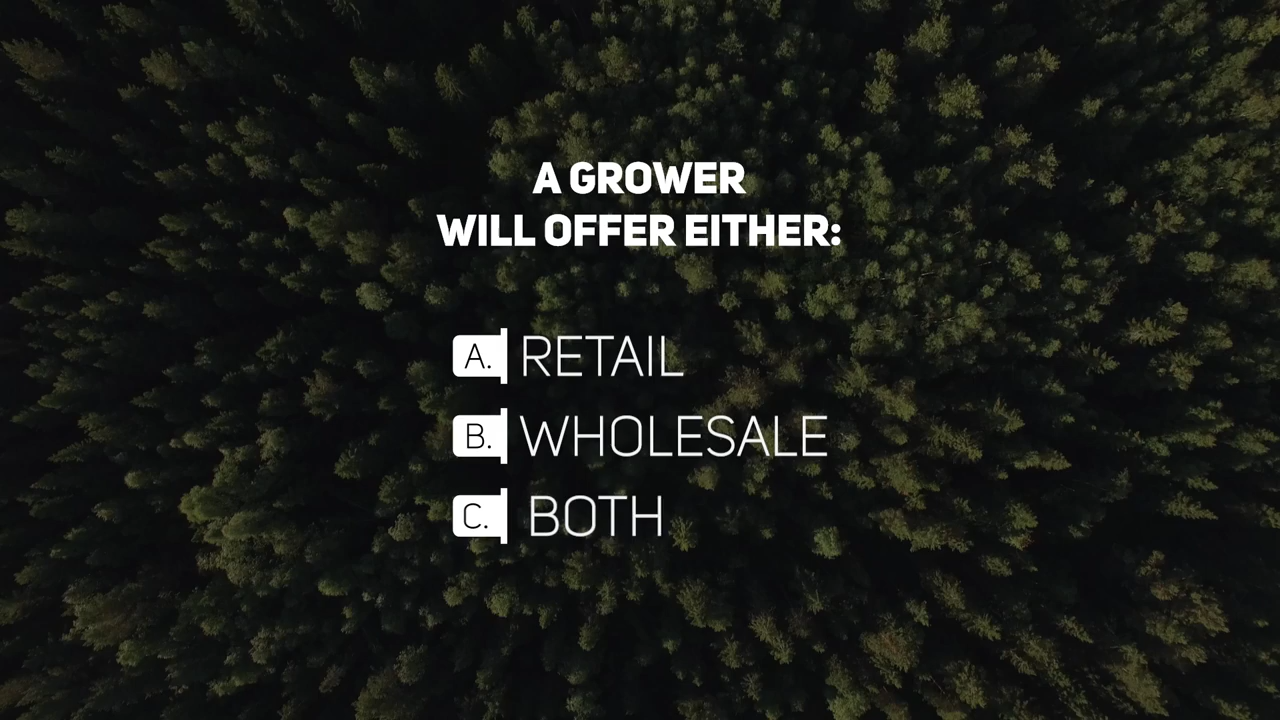 A GROWER
WILL OFFER EITHER:
A. RETAIL
B. WHOLESALE
C. BOTH